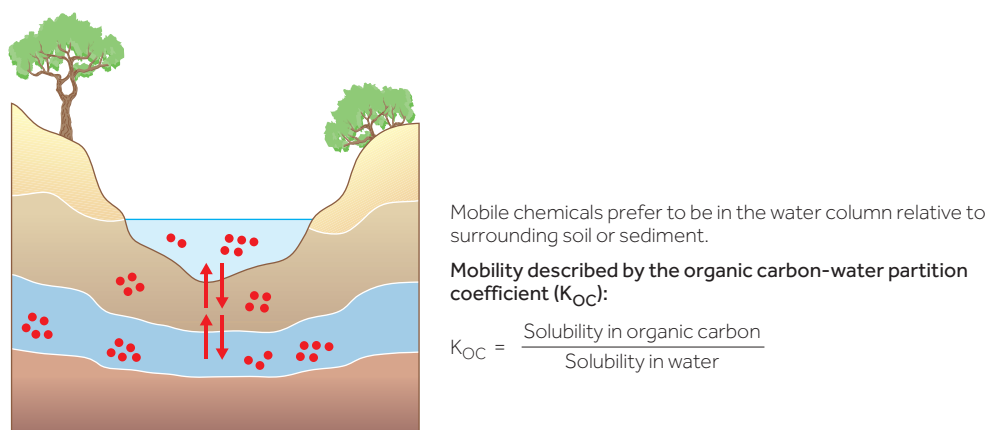 Mobile chemicals prefer to be in the water column relative to
surrounding soil or sediment.
Mobility described by the organic carbon-water partition
coefficient (KOC):
KOC = Solubility in organic carbon
Solubility in water